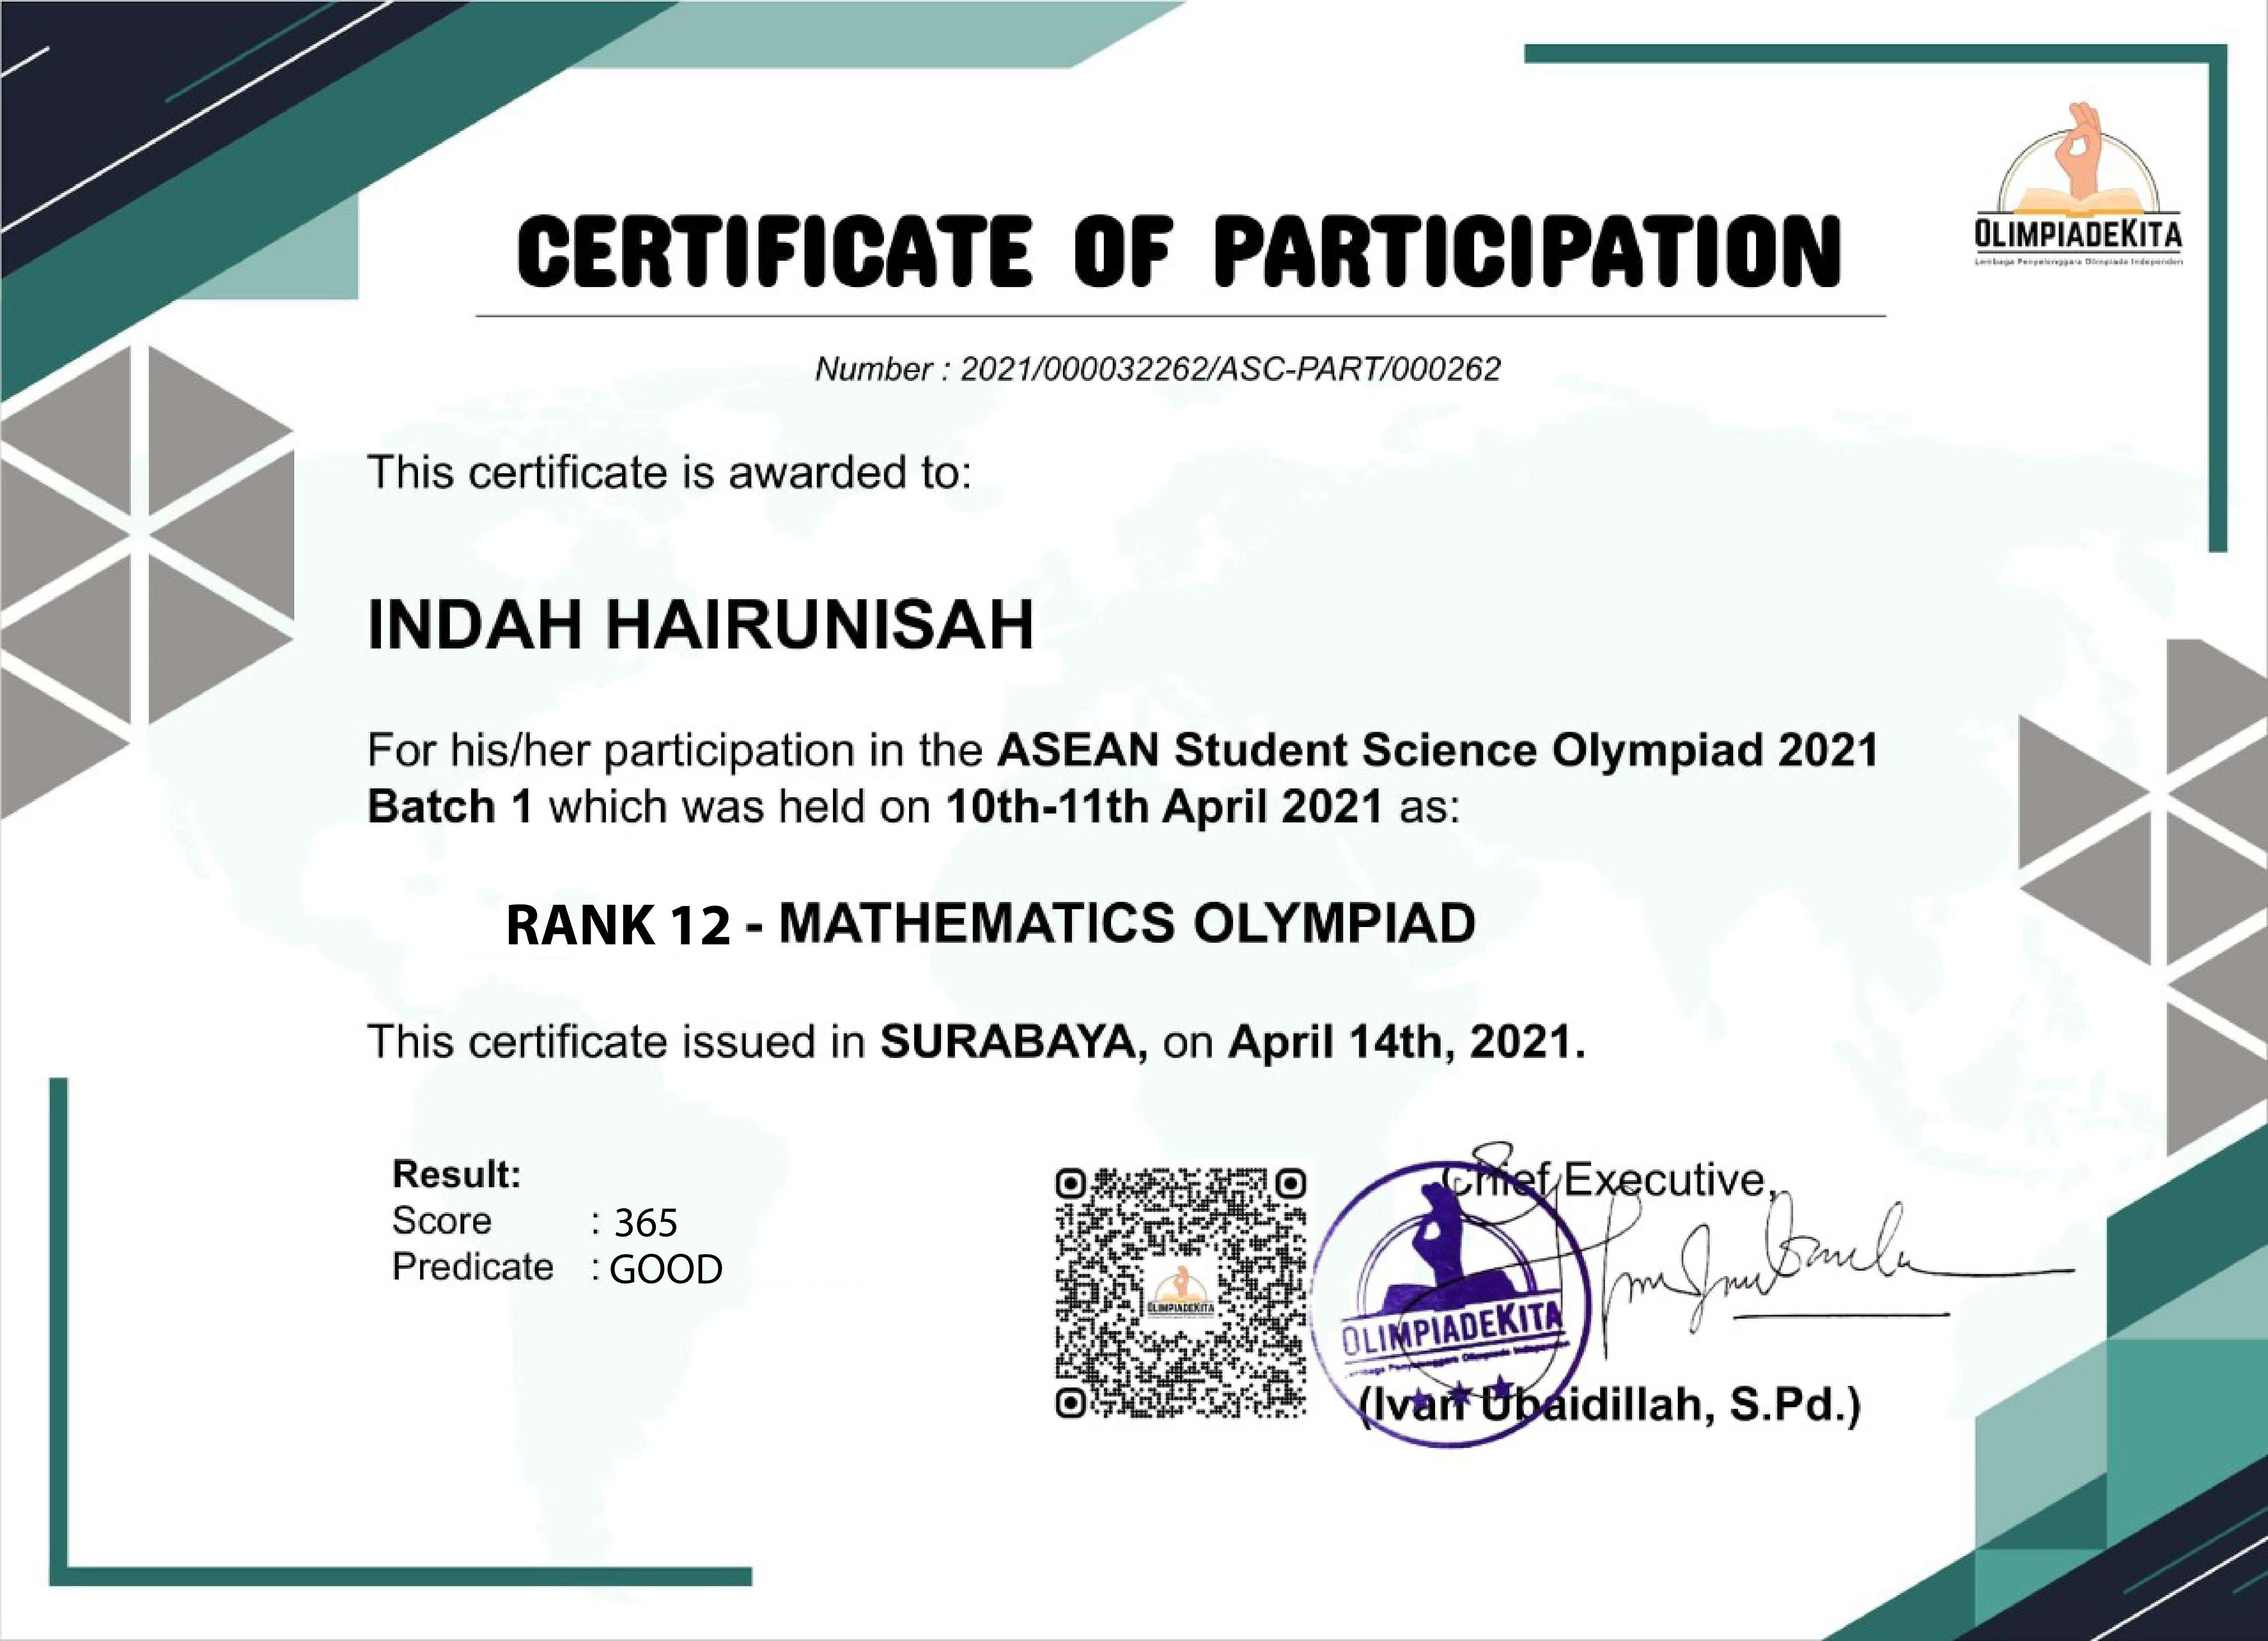 OLIMPIADEKITA
Lembaga Penyelenggara Olimpiade Independen
CERTIFICATE OF PARTICIPATION
Number : 2021/000032262/ASC-PART/000262
This certificate is awarded to:
INDAH HAIRUNISAH
For his/her participation in the ASEAN Student Science Olympiad 2021
Batch 1 which was held on 10th-11th April 2021 as:
RANK 12 - MATHEMATICS OLYMPIAD
This certificate issued in SURABAYA, on April 14th, 2021.
Result:
Score : 365
Predicate : GOOD
OLIMPIADEKITA
Chief Executive,
OLIMPIADEKITA
Lembaga Penyelenggara Olimpiade Independen
(Ivan Ubaidillah, S.Pd.)